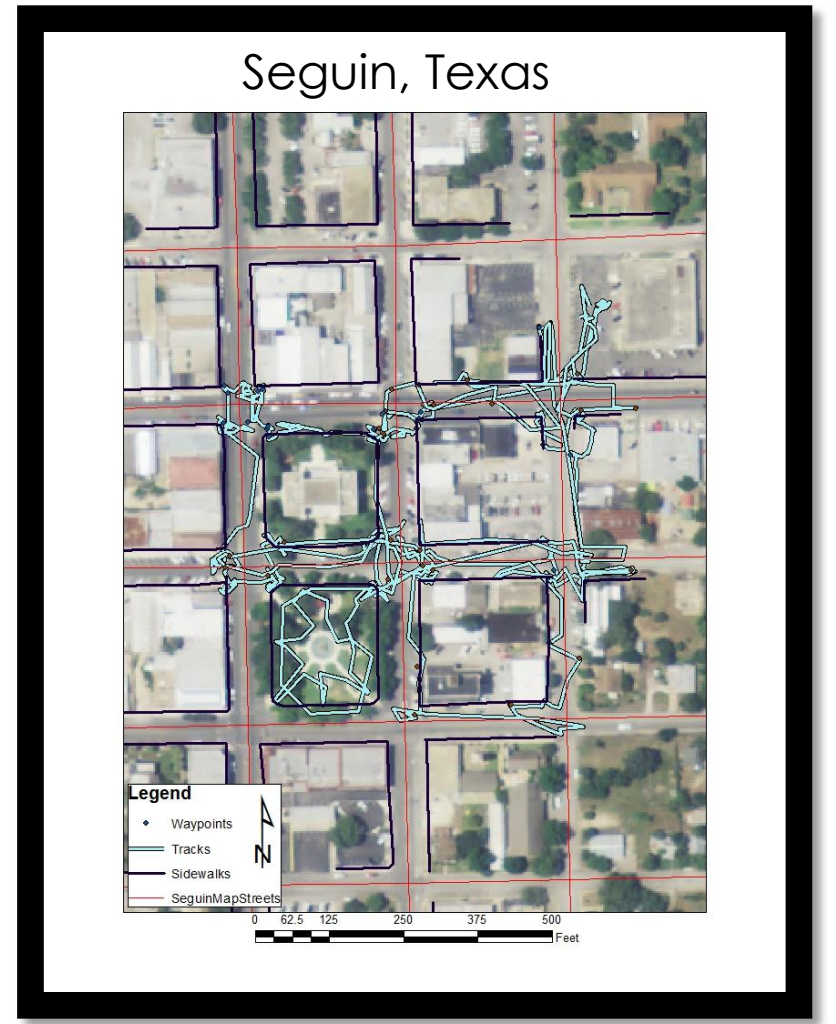 Seguin, Texas
Legend
Waypoints
Tracks
Sidewalks
SeguinMapStreets
N
0 62.5 125 250 375 500
Feet